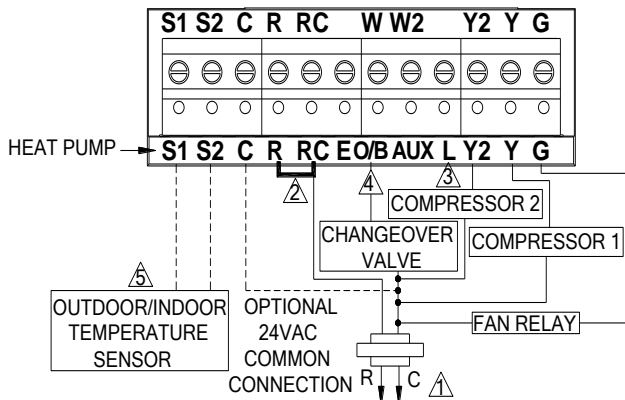 S1 S2 C R RC W W2 Y2 Y G
HEAT PUMP S1 S2 C R RC E O/B AUX L Y2 Y G
2
4
3
COMPRESSOR 2
CHANGEOVER
VALVE
COMPRESSOR 1
5
OUTDOOR/INDOOR
TEMPERATURE
SENSOR
OPTIONAL
24VAC
COMMON
CONNECTION
FAN RELAY
R C 1